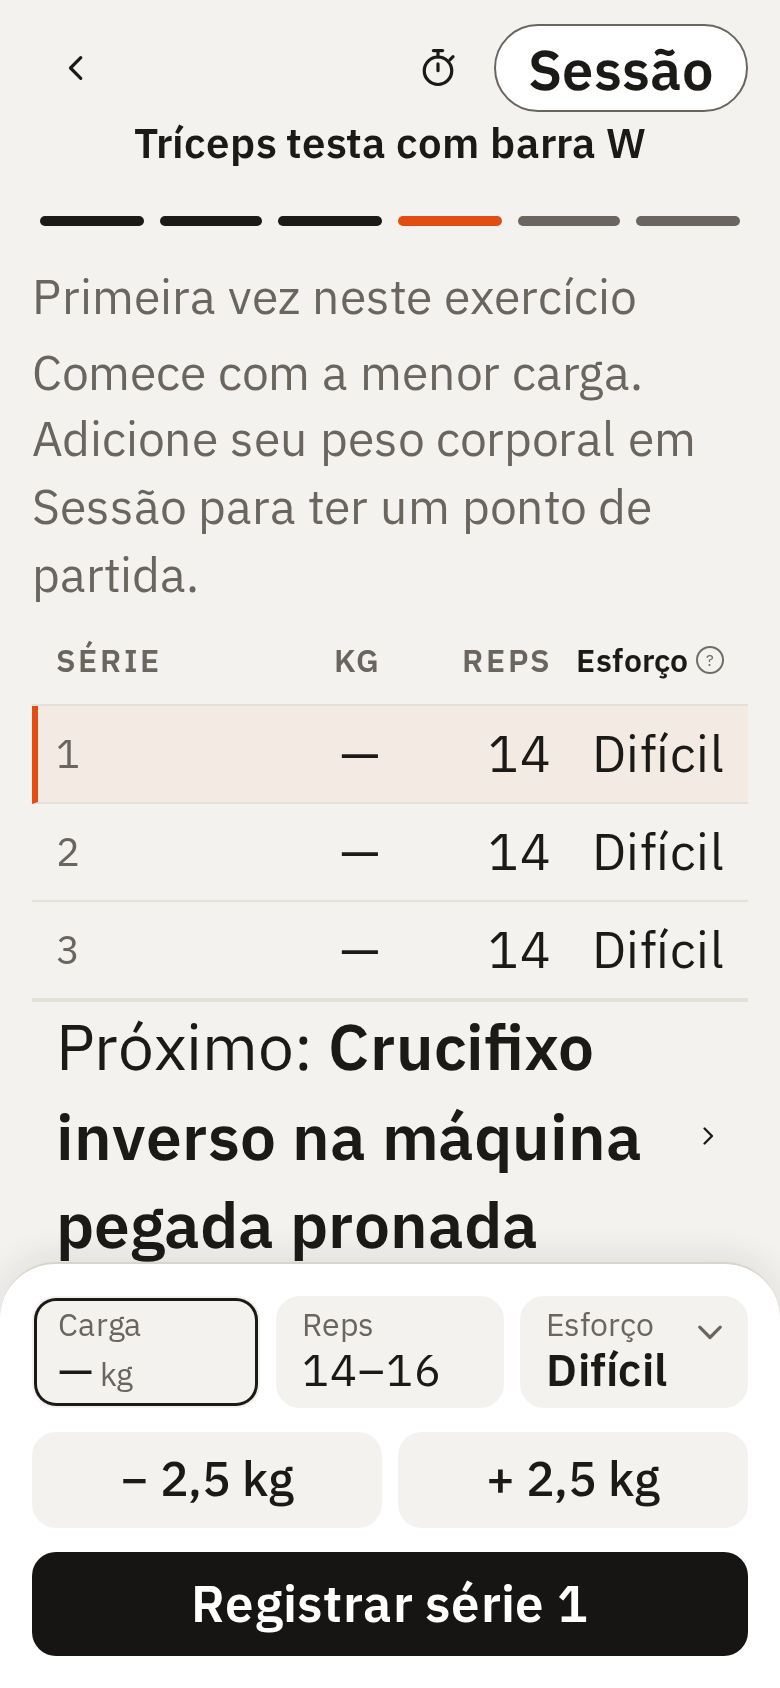 Sessão
Tríceps testa com barra W
Primeira vez neste exercício
Comece com a menor carga.
Adicione seu peso corporal em
Sessão para ter um ponto de
partida.
SÉRIE KG REPS Esforço ?
1 — 14 Difícil
2 — 14 Difícil
3 — 14 Difícil
Próximo: Crucifixo
inverso na máquina
pegada pronada
Carga Reps Esforço
— kg 14–16 Difícil
− 2,5 kg + 2,5 kg
Registrar série 1